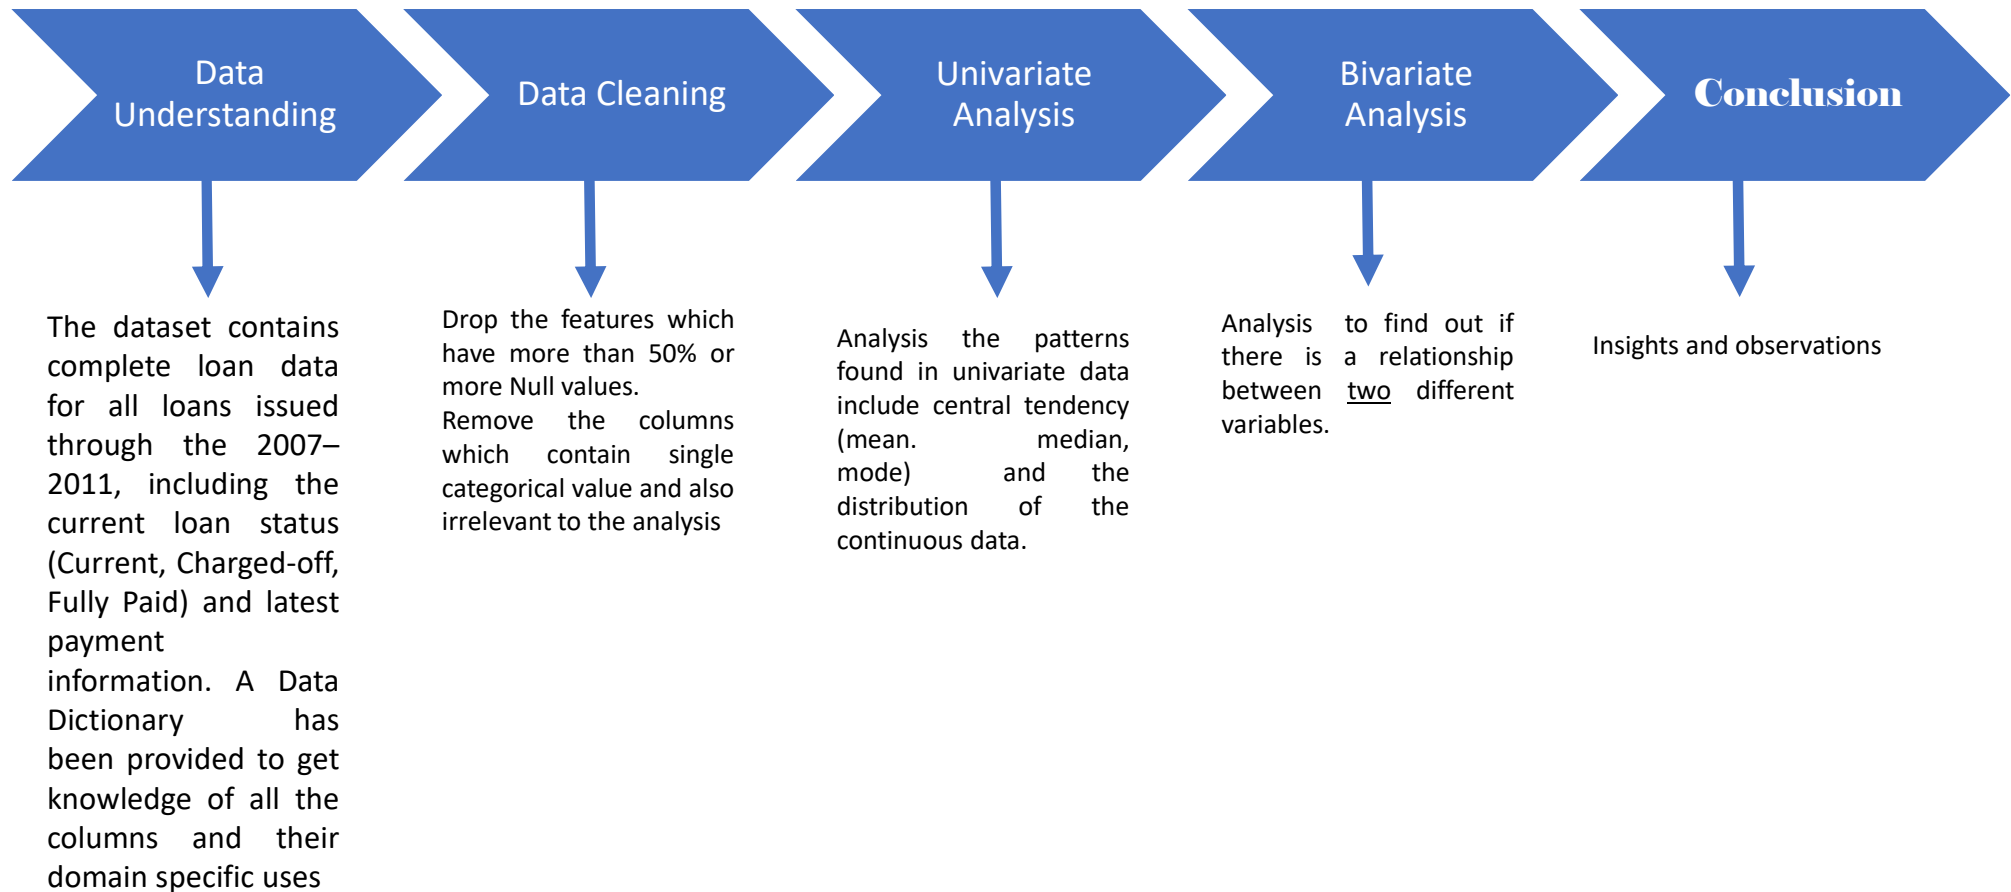 Data
Understanding
Data Cleaning
Univariate
Analysis
Bivariate
Analysis
Conclusion
The dataset contains
complete loan data
for all loans issued
through the 2007–
2011, including the
current loan status
(Current, Charged-off,
Fully Paid) and latest
payment
information. A Data
Dictionary has
been provided to get
knowledge of all the
columns and their
domain specific uses
Drop the features which
have more than 50% or
more Null values.
Remove the columns
which contain single
categorical value and also
irrelevant to the analysis
Analysis the patterns
found in univariate data
include central tendency
(mean. median,
mode) and the
distribution of the
continuous data.
Analysis to find out if
there is a relationship
between two different
variables.
Insights and observations